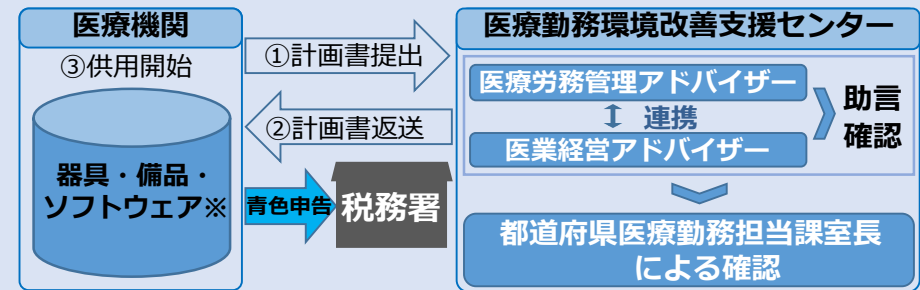 医療機関
③供用開始
器具・備品・
ソフトウェア※
①計画書提出
②計画書返送
青色申告
税務署
医療勤務環境改善支援センター
医療労務管理アドバイザー
連携
医業経営アドバイザー
助言
確認
都道府県医療勤務担当課室長
による確認